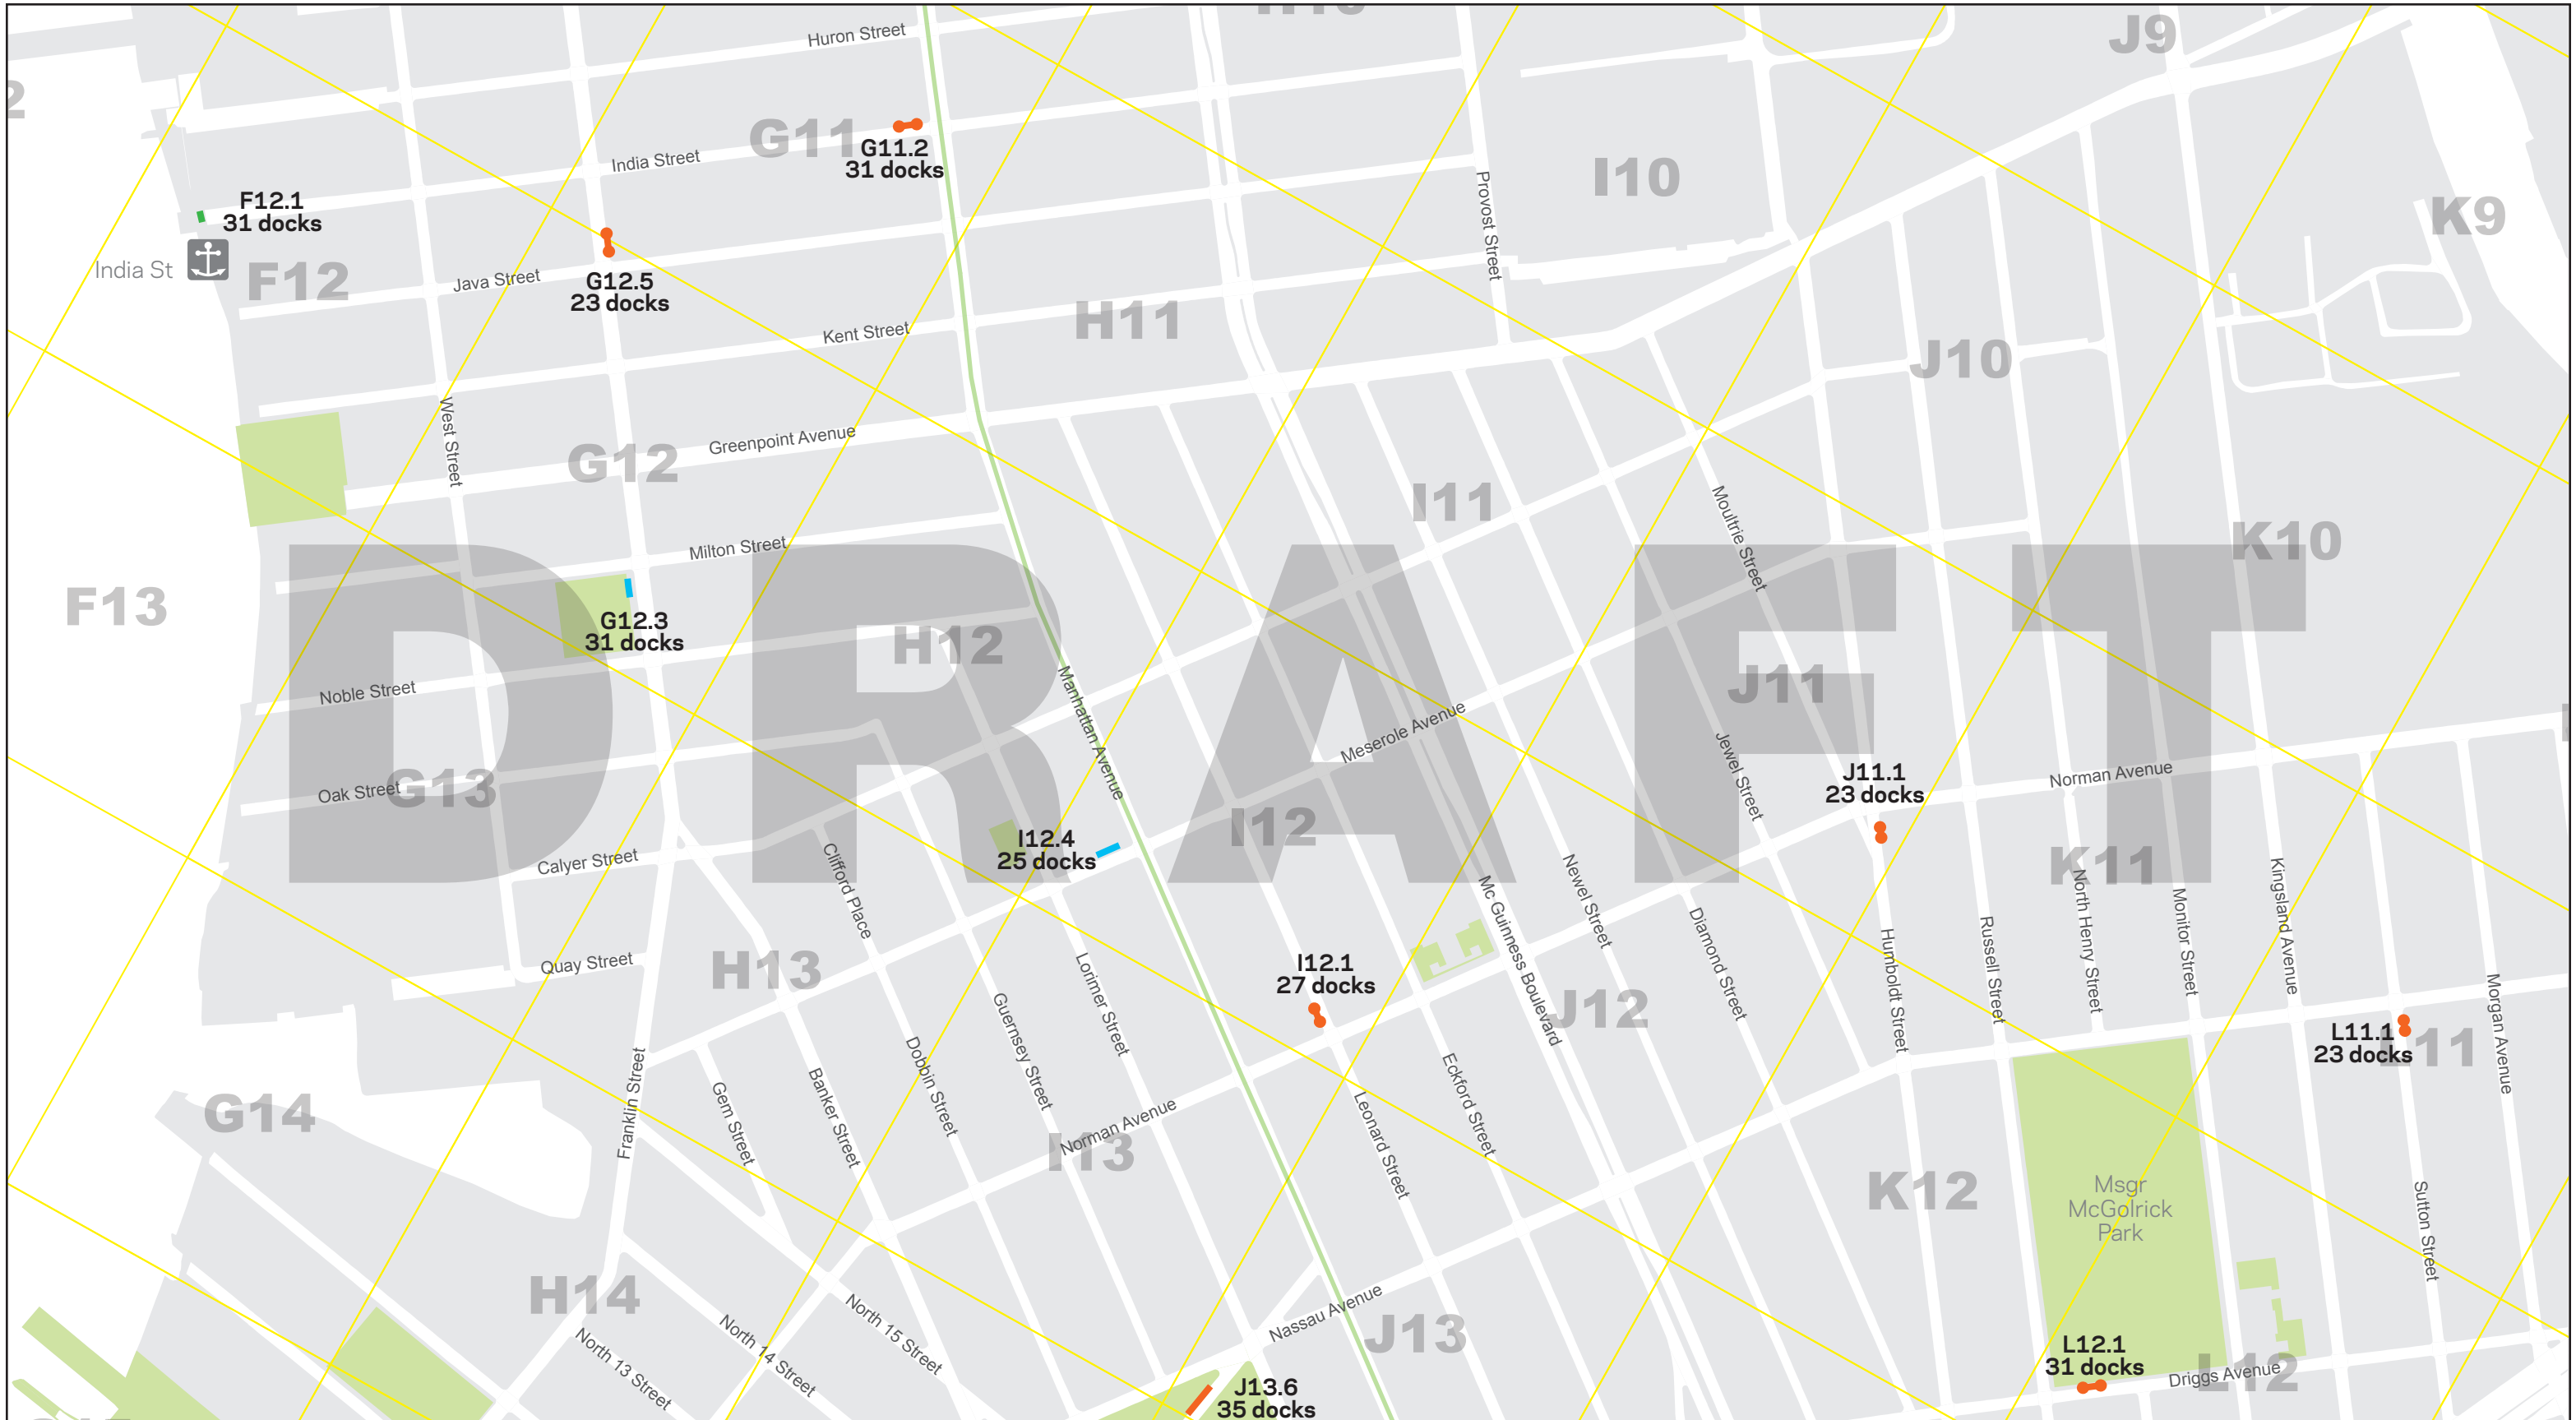 J9
Huron Street
G11
G11.2
31 docks
India Street
I10
Provost Street
K9
F12.1
31 docks
India St
F12
G12.5
23 docks
Java Street
Kent Street
H11
J10
West Street
G12
Greenpoint Avenue
I11
Moultrie Street
K10
Milton Street
DRAFT
F13
G12.3
31 docks
H12
Manhattan Avenue
Noble Street
J11
Meserole Avenue
Jewel Street
J11.1
23 docks
Norman Avenue
Oak Street
G13
I12.4
25 docks
I12
K11
Calyer Street
Clifford Place
Mc Guinness Boulevard
Newel Street
Diamond Street
Humboldt Street
Russell Street
North Henry Street
Monitor Street
Kingsland Avenue
Quay Street
H13
Lorimer Street
I12.1
27 docks
J12
L11.1
23 docks
L11
Morgan Avenue
Guernsey Street
Dobbin Street
Banker Street
Gem Street
Franklin Street
G14
Norman Avenue
I13
Leonard Street
Eckford Street
K12
Msgr
McGolrick
Park
Sutton Street
H14
North 13 Street
North 14 Street
North 15 Street
Nassau Avenue
J13
J13.6
35 docks
L12.1
31 docks
Driggs Avenue
L12